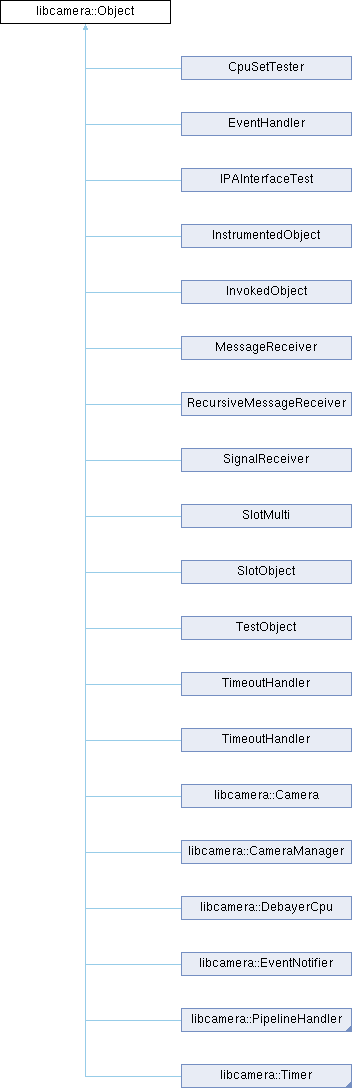 libcamera::Object
CpuSetTester
EventHandler
IPAInterfaceTest
InstrumentedObject
InvokedObject
MessageReceiver
RecursiveMessageReceiver
SignalReceiver
SlotMulti
SlotObject
TestObject
TimeoutHandler
TimeoutHandler
libcamera::Camera
libcamera::CameraManager
libcamera::DebayerCpu
libcamera::EventNotifier
libcamera::PipelineHandler
libcamera::Timer